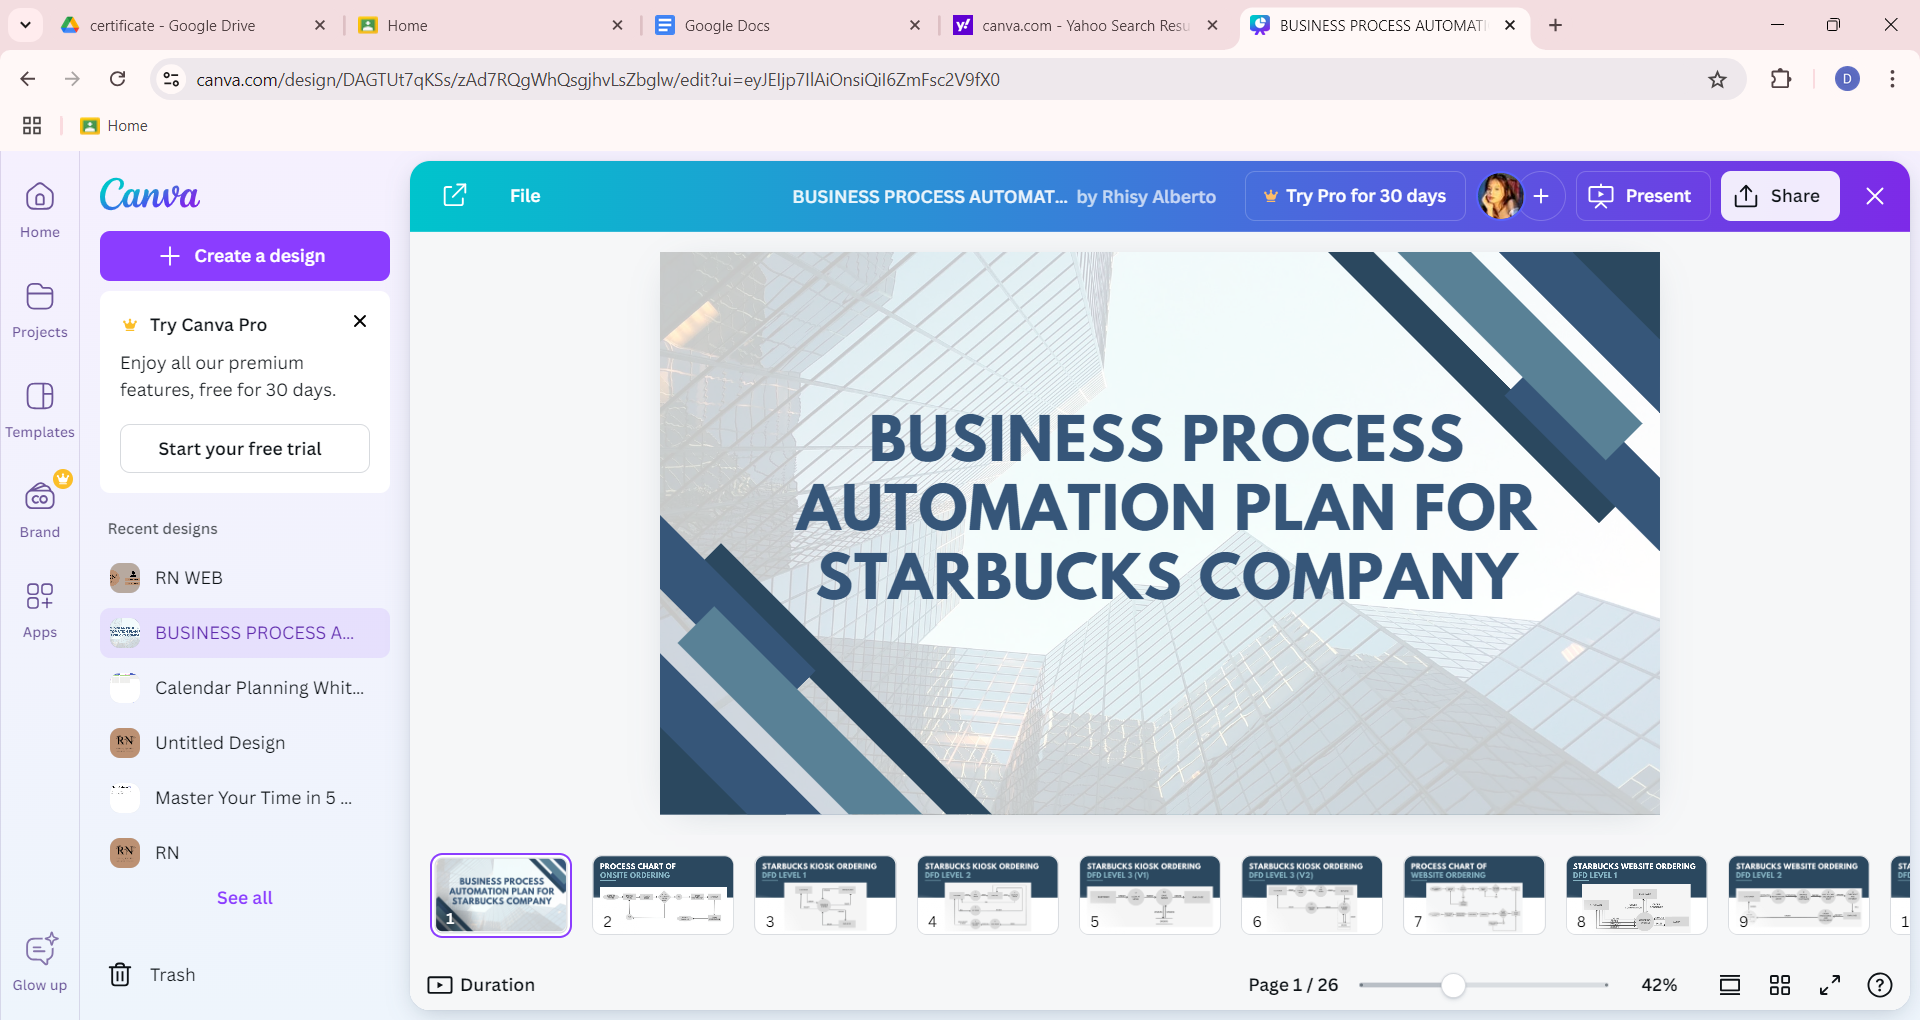 certificate - Google Drive
Home
Google Docs
canva.com - Yahoo Search Resu
BUSINESS PROCESS AUTOMATI
canva.com/design/DAGTUt7qKSs/zAd7RQgWhQsgjhvLsZbglw/edit?ui=eyJEIjp7IlAiOnsiQiI6ZmFsc2V9fX0
D
Home
Home
Projects
Templates
Brand
Apps
Glow up
Canva
Create a design
Try Canva Pro
Enjoy all our premium
features, free for 30 days.
Start your free trial
Recent designs
RN WEB
BUSINESS PROCESS A...
Calendar Planning Whit...
Untitled Design
Master Your Time in 5 ...
RN
See all
Trash
File
BUSINESS PROCESS AUTOMAT... by Rhisy Alberto
Try Pro for 30 days
Present
Share
BUSINESS PROCESS
AUTOMATION PLAN FOR
STARBUCKS COMPANY
BUSINESS PROCESS
AUTOMATION PLAN FOR
STARBUCKS COMPANY
1
PROCESS CHART OF
ONSITE ORDERING
2
STARBUCKS KIOSK ORDERING
DFD LEVEL 1
3
STARBUCKS KIOSK ORDERING
DFD LEVEL 2
4
STARBUCKS KIOSK ORDERING
DFD LEVEL 3 (V1)
5
STARBUCKS KIOSK ORDERING
DFD LEVEL 3 (V2)
6
PROCESS CHART OF
WEBSITE ORDERING
7
STARBUCKS WEBSITE ORDERING
DFD LEVEL 1
8
STARBUCKS WEBSITE ORDERING
DFD LEVEL 2
9
Duration
Page 1 / 26
42%